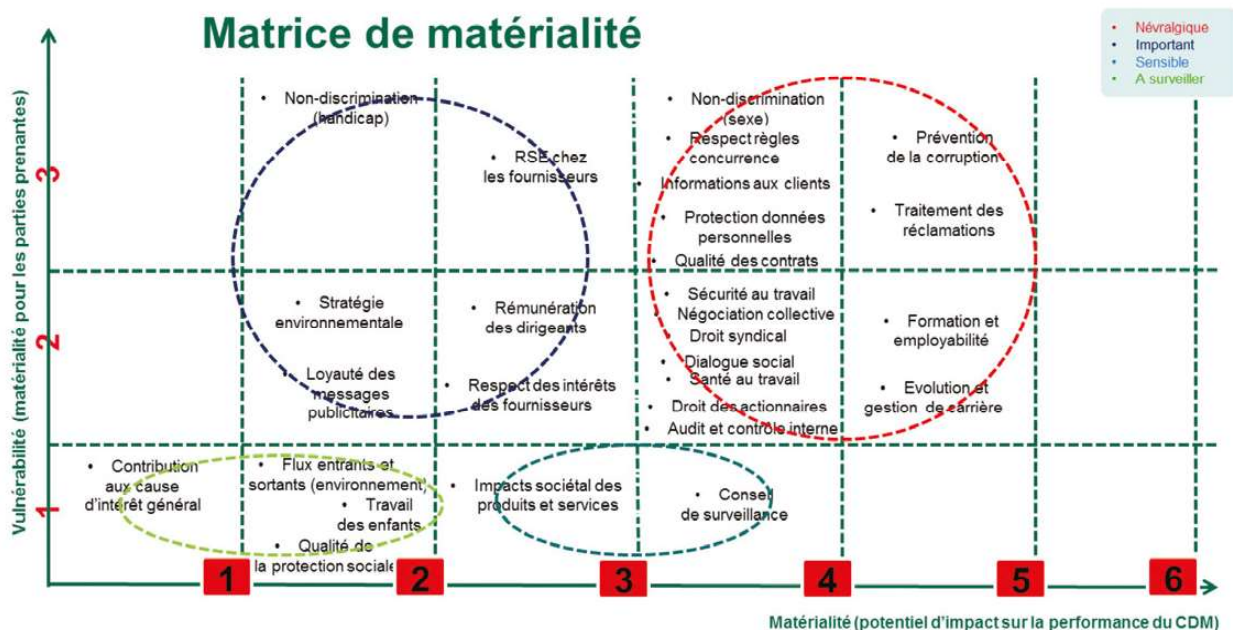 Matrice de matérialité
• Névralgique
• Important
• Sensible
• A surveiller
Vulnérabilité (matérialité pour les parties prenantes)
3
2
1
• Non-discrimination
(handicap)
• RSE chez
les fournisseurs
• Non-discrimination
(sexe)
• Respect règles
concurrence
• Informations aux clients
• Protection données
personnelles
• Qualité des contrats
• Prévention
de la corruption
• Traitement des
réclamations
• Stratégie
environnementale
• Loyauté des
messages
publicitaires
• Rémunération
des dirigeants
• Respect des intérêts
des fournisseurs
• Sécurité au travail
• Négociation collective
• Droit syndical
• Dialogue social
• Santé au travail
• Droit des actionnaires
• Audit et contrôle interne
• Formation et
employabilité
• Evolution et
gestion de carrière
• Contribution
aux cause
d'intérêt général
• Flux entrants et
sortants (environnement)
• Travail
des enfants
• Qualité de
la protection sociale
• Impacts sociétal des
produits et services
• Conseil
de surveillance
1 2 3 4 5 6
Matérialité (potentiel d'impact sur la performance du CDM)